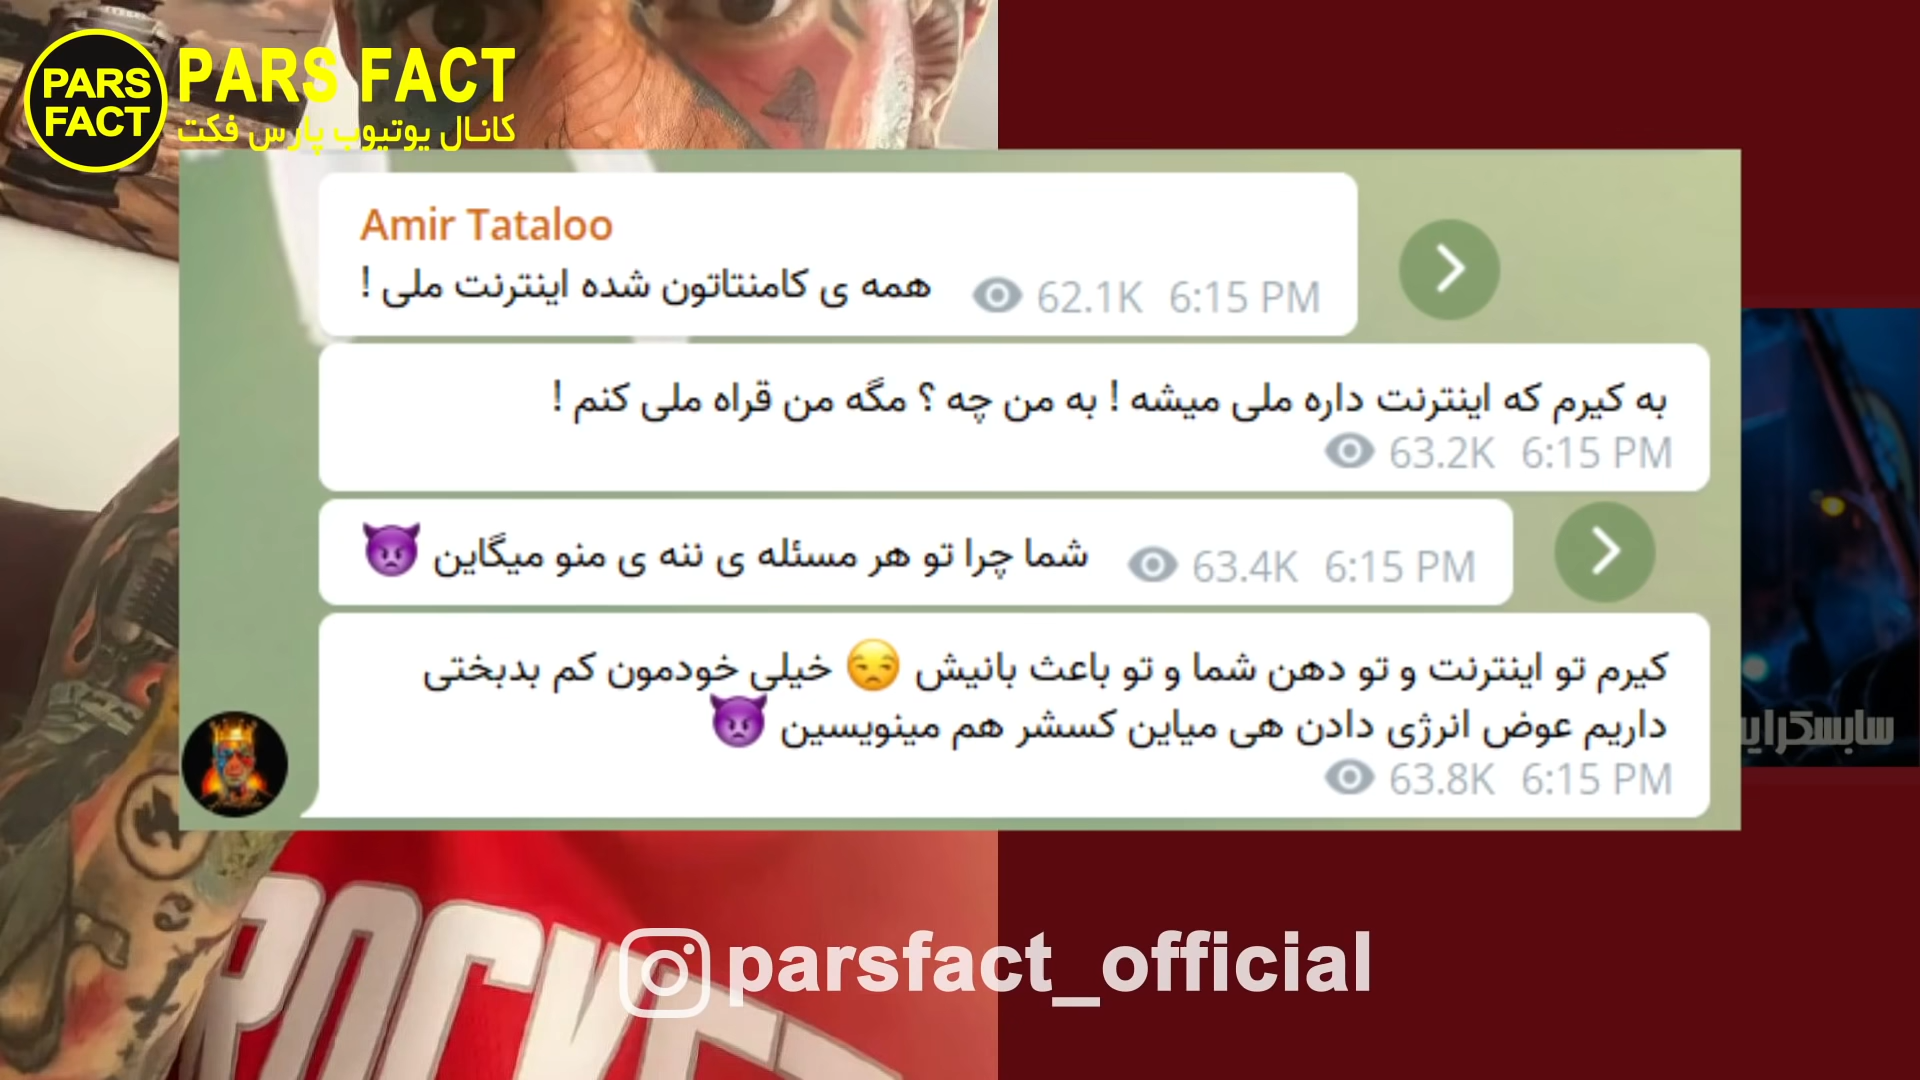 PARS
FACT
PARS FACT
کانال یوتیوب پارس فکت
Amir Tataloo
همه ی کامنتاتون شده اینترنت ملی !
62.1K 6:15 PM
به کیرم که اینترنت داره ملی میشه ! به من چه ؟ مگه من قراه ملی کنم !
63.2K 6:15 PM
شما چرا تو هر مسئله ی ننه ی منو میگاین 👿
63.4K 6:15 PM
کیرم تو اینترنت و تو دهن شما و تو باعث بانیش 😒 خیلی خودمون کم بدبختی
داریم عوض انرژی دادن هی میاین کسشر هم مینویسین 👿
63.8K 6:15 PM
parsfact_official